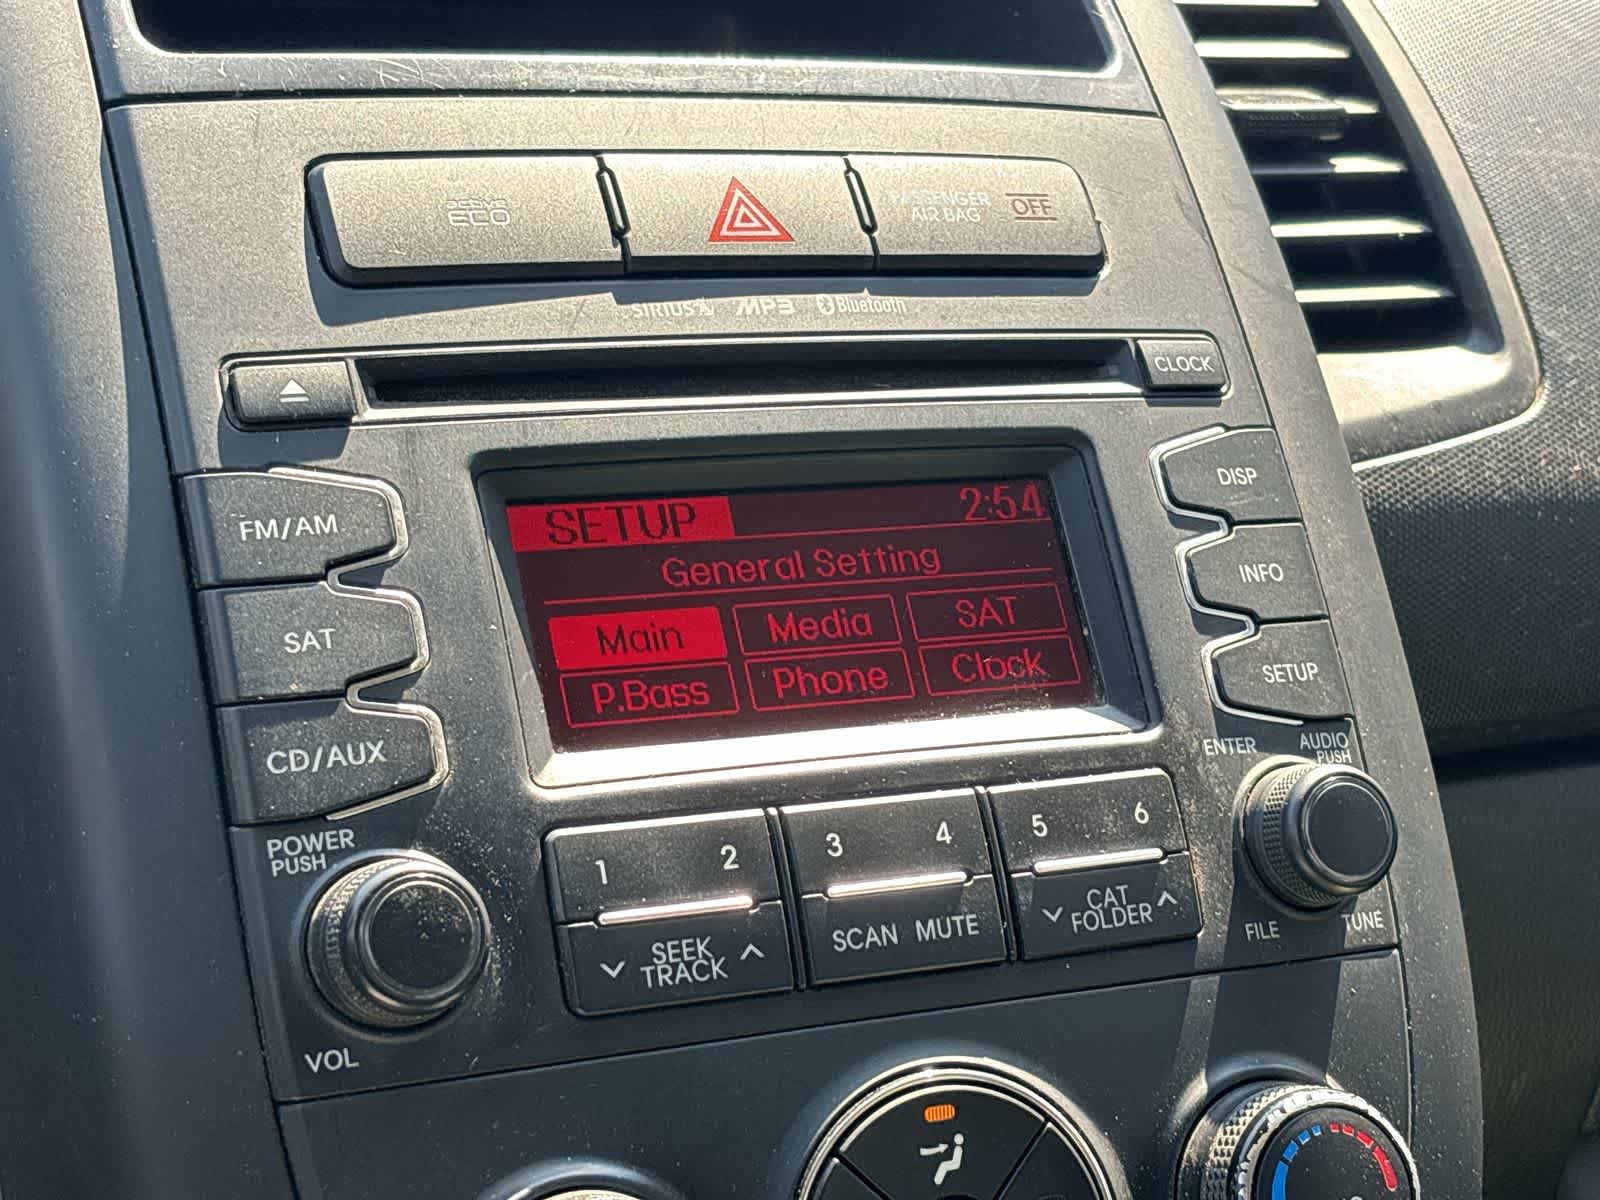 active
ECO
PASSENGER
AIR BAG
OFF
SIRIUS MP3 Bluetooth
CLOCK
FM/AM
SAT
CD/AUX
SETUP 2:54
General Setting
Main Media SAT
P.Bass Phone Clock
DISP
INFO
SETUP
POWER
PUSH
VOL
1 2 3 4 5 6
SEEK
TRACK
SCAN MUTE
CAT
FOLDER
ENTER
AUDIO
PUSH
FILE
TUNE